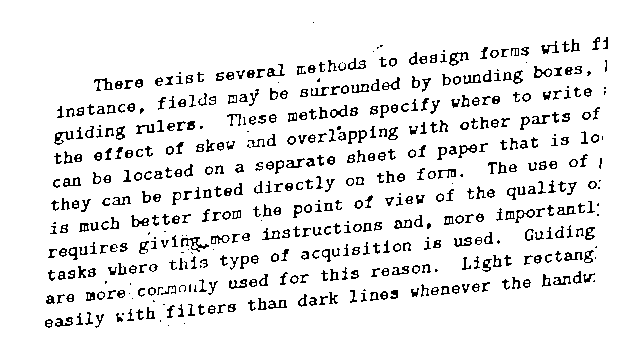 There exist several methods to design forms with
instance, fields may be surrounded by bounding boxes,
guiding rulers. These methods specify where to write
the effect of skew and overlapping with other parts of
can be located on a separate sheet of paper that is
they can be printed directly on the form. The use of
is much better from the point of view of the quality
requires giving more instructions and, more importantly
tasks where this type of acquisition is used. Guiding
are more commonly used for this reason. Light
easily with filters than dark lines whenever the